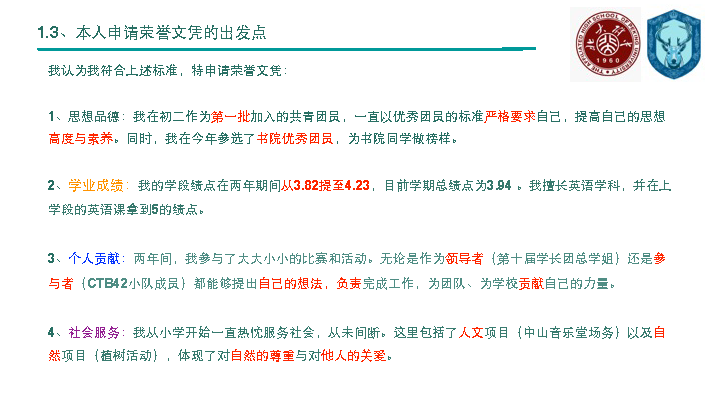 1.3、本人申请荣誉文凭的出发点
我认为我符合上述标准，特申请荣誉文凭：
1、思想品德：我在初二作为第一批加入的共青团员，一直以优秀团员的标准严格要求自己，提高自己的思想
高度与素养。同时，我在今年参选了书院优秀团员，为书院同学做榜样。
2、学业成绩：我的学段绩点在两年期间从3.82提至4.23，目前学期总绩点为3.94 。我擅长英语学科，并在上
学段的英语课拿到5的绩点。
3、个人贡献：两年间，我参与了大大小小的比赛和活动。无论是作为领导者（第十届学长团总学姐）还是参
与者（CTB42小队成员）都能够提出自己的想法，负责完成工作，为团队、为学校贡献自己的力量。
4、社会服务：我从小学开始一直热忱服务社会，从未间断。这里包括了人文项目（中山音乐堂场务）以及自
然项目（植树活动），体现了对自然的尊重与对他人的关爱。
THE AFFILIATED HIGH SCHOOL OF PEKING UNIVERSITY
1960